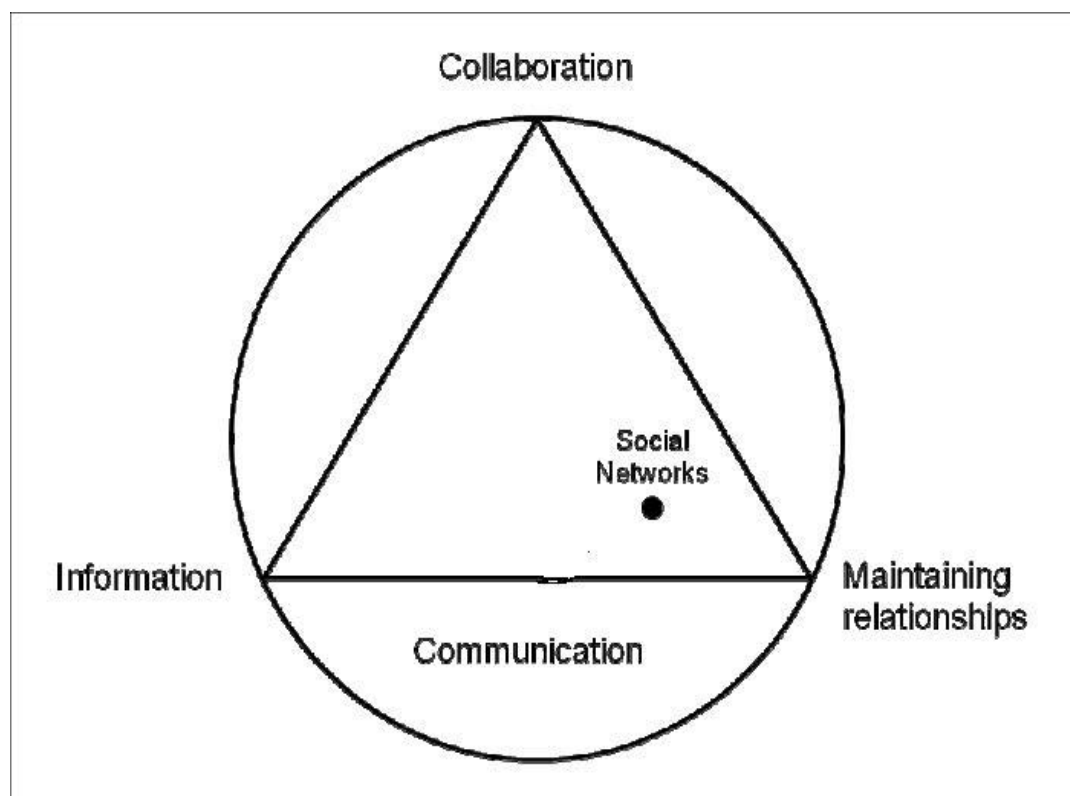 Collaboration
Social
Networks
Information
Maintaining
relationships
Communication